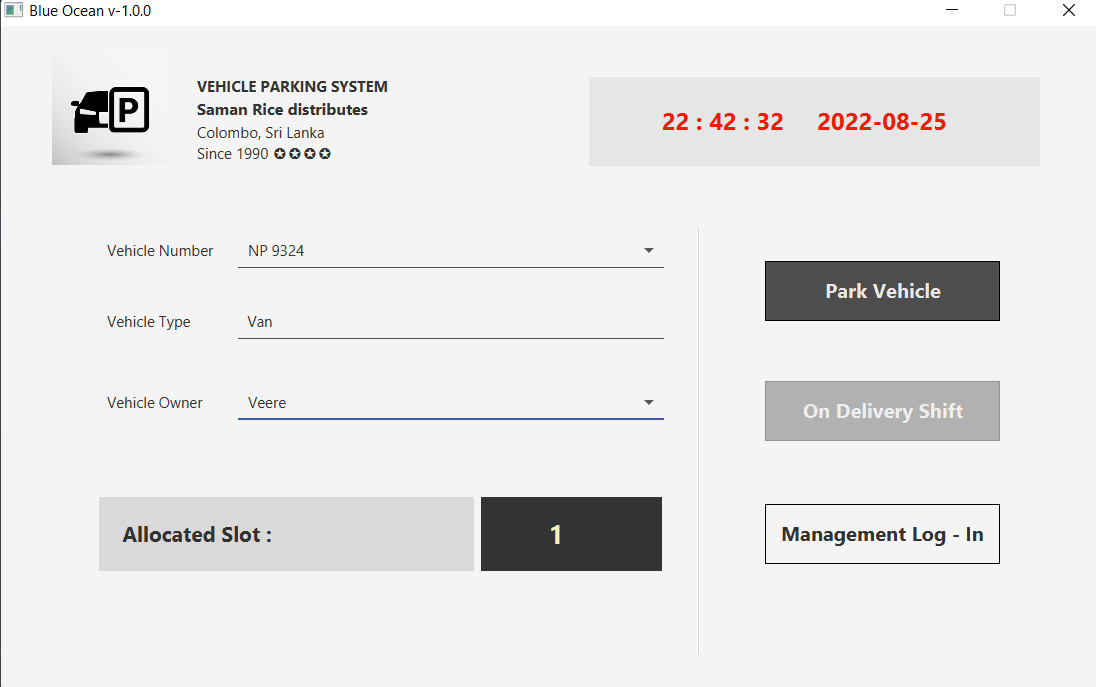 Blue Ocean v-1.0.0
P
VEHICLE PARKING SYSTEM
Saman Rice distributes
Colombo, Sri Lanka
Since 1990 ✪✪✪✪
22 : 42 : 32 2022-08-25
Vehicle Number NP 9324
Vehicle Type Van
Vehicle Owner Veere
Allocated Slot : 1
Park Vehicle
On Delivery Shift
Management Log - In